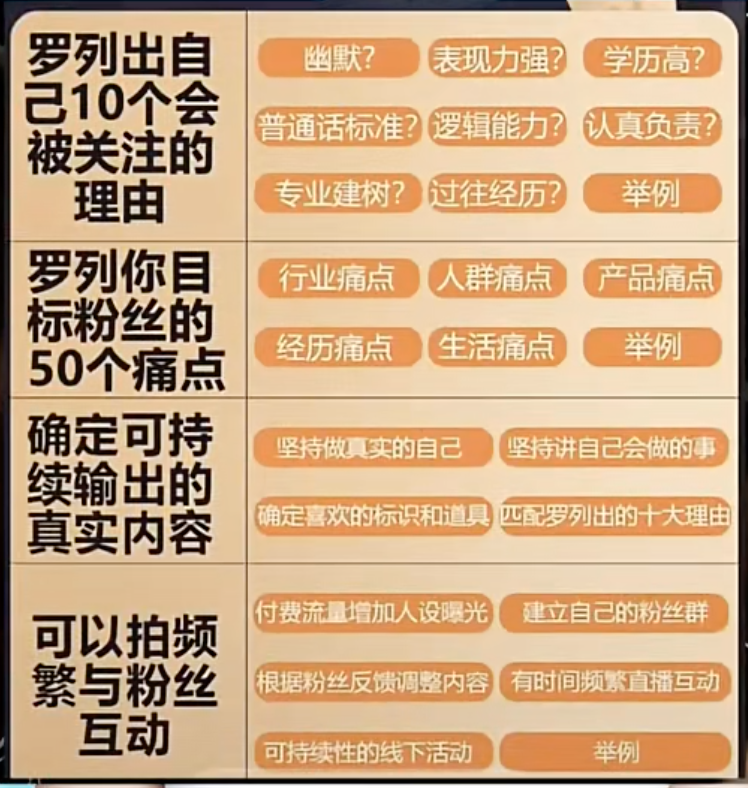 罗列出自
己10个会
被关注的
理由
幽默？ 表现力强？ 学历高？
普通话标准？ 逻辑能力？ 认真负责？
专业建树？ 过往经历？ 举例
罗列你目
标粉丝的
50个痛点
行业痛点 人群痛点 产品痛点
经历痛点 生活痛点 举例
确定可持
续输出的
真实内容
坚持做真实的自己 坚持讲自己会做的事
确定喜欢的标识和道具 匹配罗列出的十大理由
可以拍频
繁与粉丝
互动
付费流量增加人设曝光 建立自己的粉丝群
根据粉丝反馈调整内容 有时间频繁直播互动
可持续性的线下活动 举例